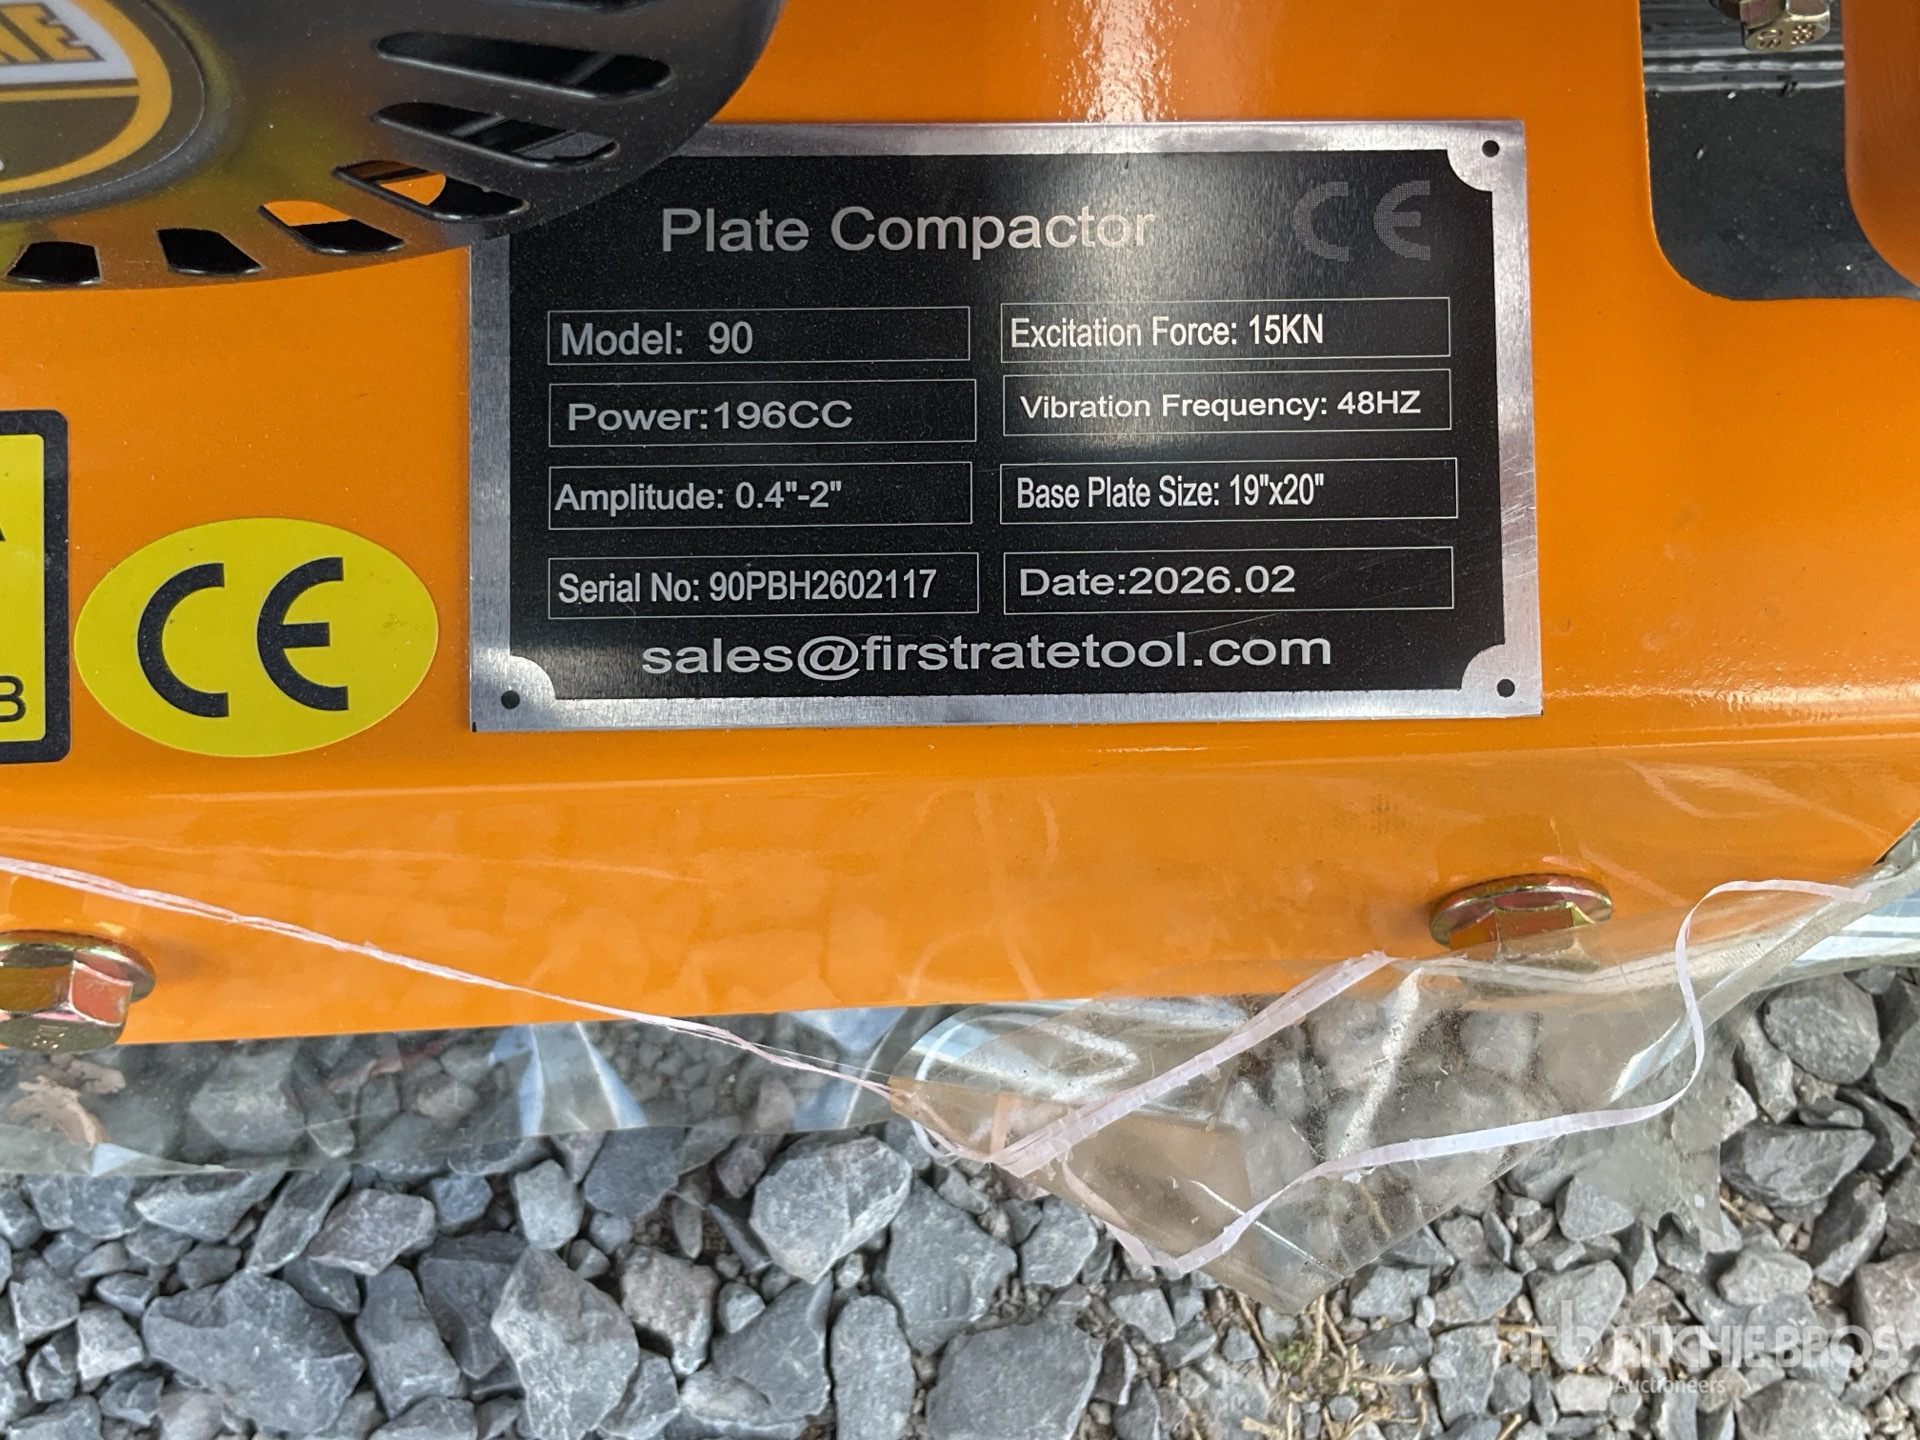 Plate Compactor CE
Model: 90
Excitation Force: 15KN
Power:196CC
Vibration Frequency: 48HZ
Amplitude: 0.4"-2"
Base Plate Size: 19"x20"
Serial No: 90PBH2602117
Date:2026.02
sales@firstratetool.com
CE
B
rb RITCHIE BROS.
Auctioneers